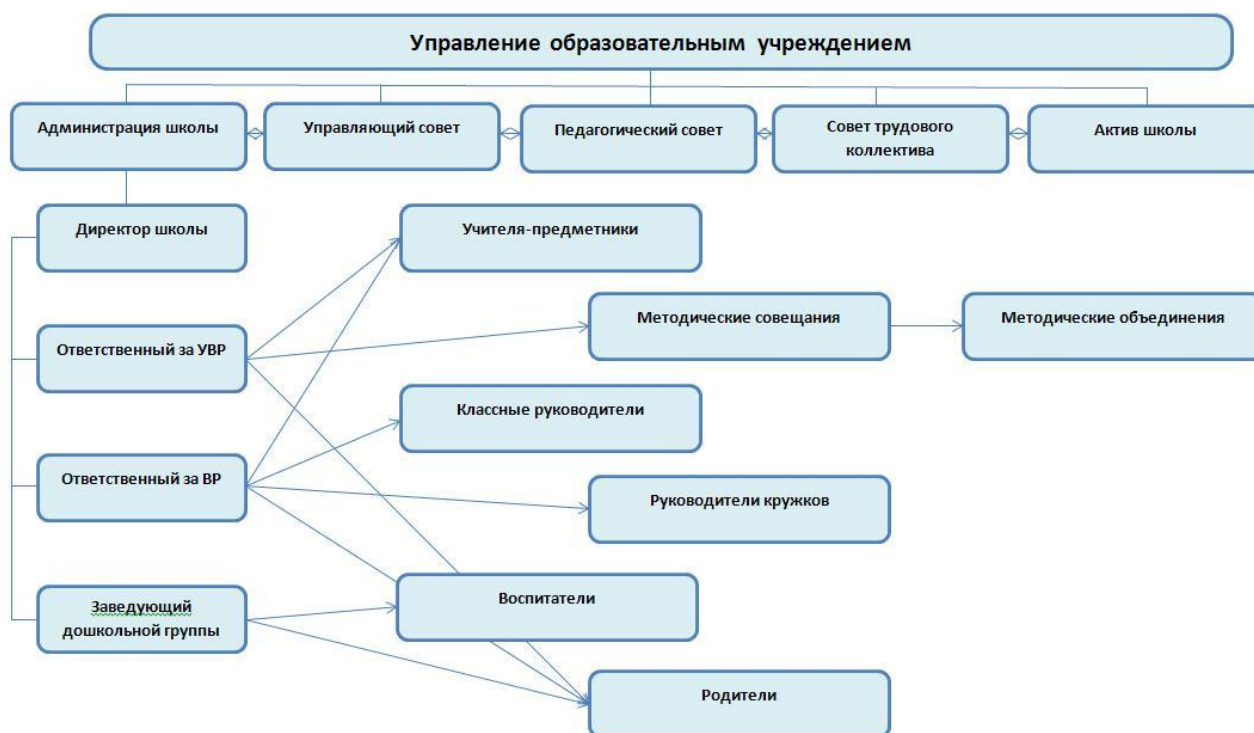 Управление образовательным учреждением
Администрация школы
Управляющий совет
Педагогический совет
Совет трудового
коллектива
Актив школы
Директор школы
Учителя-предметники
Методические совещания
Методические объединения
Ответственный за УВР
Классные руководители
Ответственный за ВР
Руководители кружков
Заведующий
дошкольной группы
Воспитатели
Родители